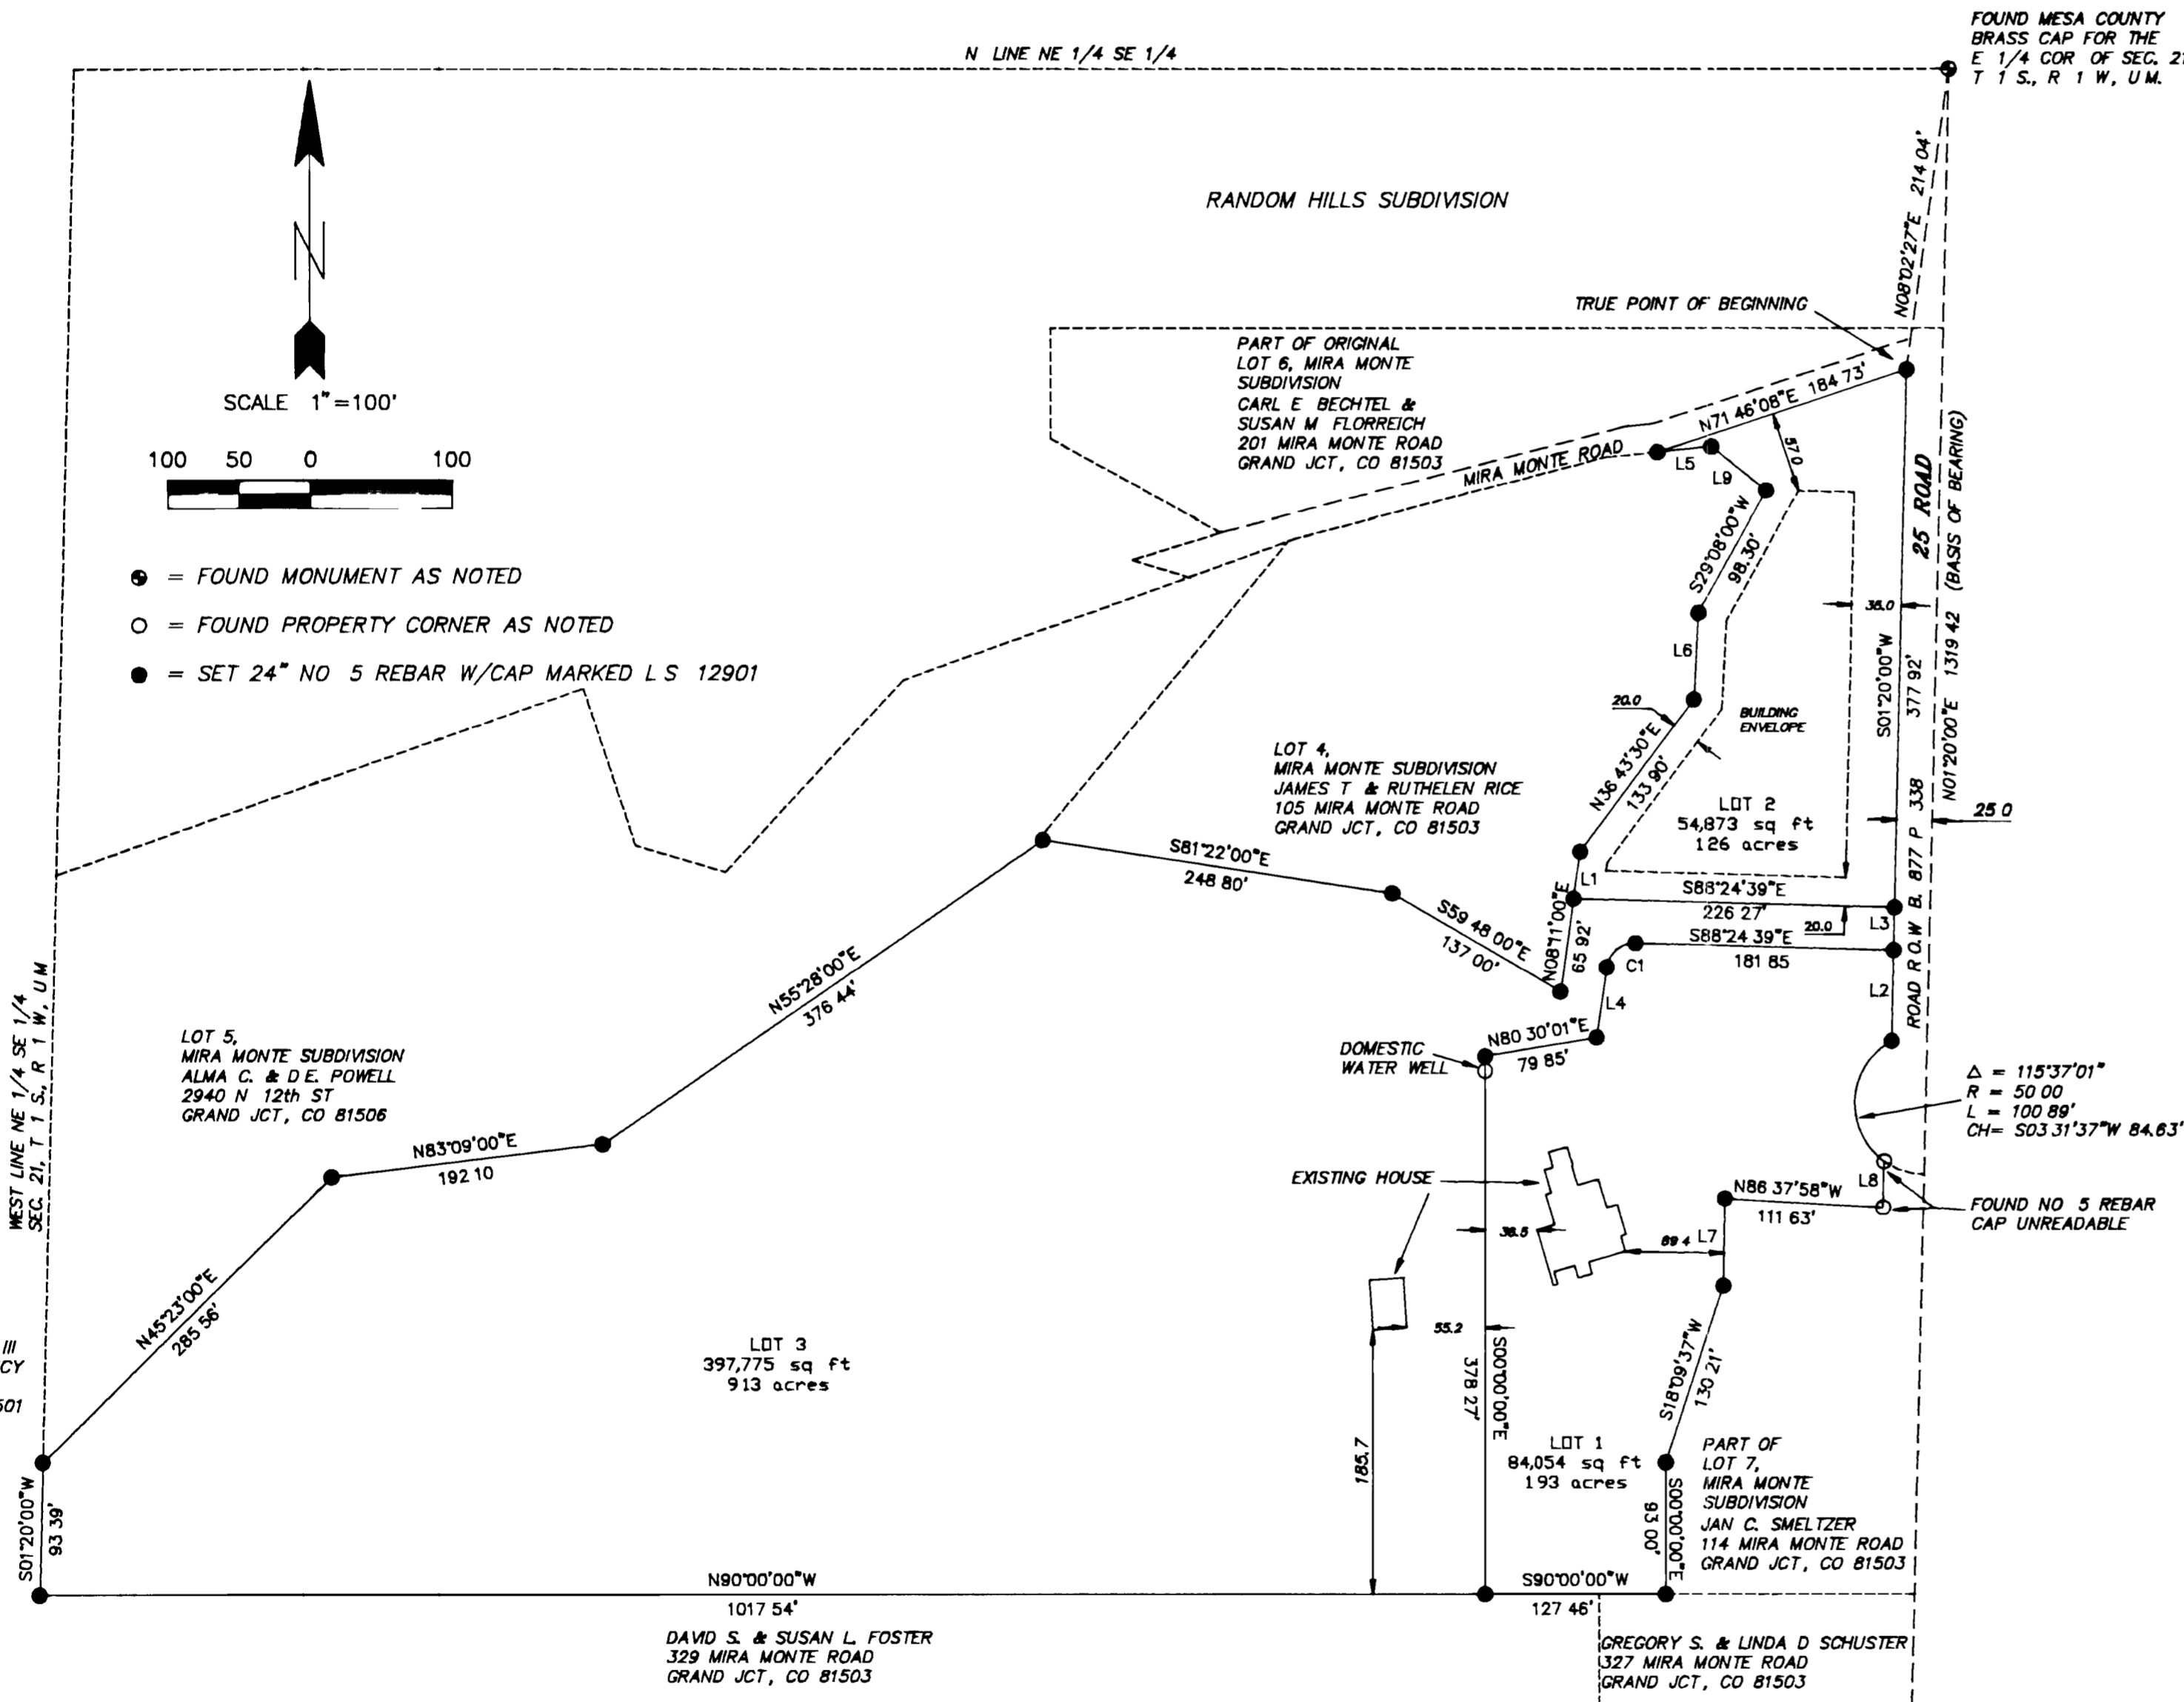 FOUND MESA COUNTY
BRASS CAP FOR THE
E 1/4 COR OF SEC. 21
T 1 S., R 1 W, U M.
N LINE NE 1/4 SE 1/4
N
SCALE 1"=100'
100 50 0 100
= FOUND MONUMENT AS NOTED
= FOUND PROPERTY CORNER AS NOTED
= SET 24" NO 5 REBAR W/CAP MARKED L S 12901
RANDOM HILLS SUBDIVISION
N08°02'27"E 214 04'
TRUE POINT OF BEGINNING
PART OF ORIGINAL
LOT 6, MIRA MONTE
SUBDIVISION
CARL E BECHTEL &
SUSAN M FLORREICH
201 MIRA MONTE ROAD
GRAND JCT, CO 81503
MIRA MONTE ROAD
N71 46'08"E 184 73'
L5
L9
57.0
S29°08'00"W
98.30'
L6
20.0
N36 43'30"E
133 90'
BUILDING
ENVELOPE
36.0
25 ROAD
S01°20'00"W 377 92'
N01°20'00"E 1319 42 (BASIS OF BEARING)
ROAD R.O.W B. 877 P 338
25 0
LOT 2
54,873 sq ft
126 acres
LOT 4,
MIRA MONTE SUBDIVISION
JAMES T & RUTHELEN RICE
105 MIRA MONTE ROAD
GRAND JCT, CO 81503
S81°22'00"E
248 80'
S59 48 00"E
137 00'
L1
N08°11'00"E
65 92'
S88°24'39"E
226 27'
20.0
L3
S88°24 39"E
181 85
C1
L4
L2
N80 30'01"E
79 85'
DOMESTIC
WATER WELL
Δ = 115°37'01"
R = 50 00
L = 100 89'
CH= S03 31'37"W 84.63'
L8
FOUND NO 5 REBAR
CAP UNREADABLE
N86 37'58"W
111 63'
L7
69 4
38.5
EXISTING HOUSE
55.2
185.7
S00°00'00"E
378 27'
S18°09'37"W
130 21'
LOT 1
84,054 sq ft
193 acres
S00°00'00"E
93 00'
PART OF
LOT 7,
MIRA MONTE
SUBDIVISION
JAN C. SMELTZER
114 MIRA MONTE ROAD
GRAND JCT, CO 81503
N55°28'00"E
376 44'
LOT 5,
MIRA MONTE SUBDIVISION
ALMA C. & D E. POWELL
2940 N 12th ST
GRAND JCT, CO 81506
N83°09'00"E
192 10
N45°23'00"E
285 56'
WEST LINE NE 1/4 SE 1/4
SEC. 21, T 1 S., R 1 W, U M
III
CY
501
LOT 3
397,775 sq ft
913 acres
S01°20'00"W
93 39'
N90°00'00"W
1017 54'
S90°00'00"W
127 46'
DAVID S. & SUSAN L. FOSTER
329 MIRA MONTE ROAD
GRAND JCT, CO 81503
GREGORY S. & LINDA D SCHUSTER
327 MIRA MONTE ROAD
GRAND JCT, CO 81503